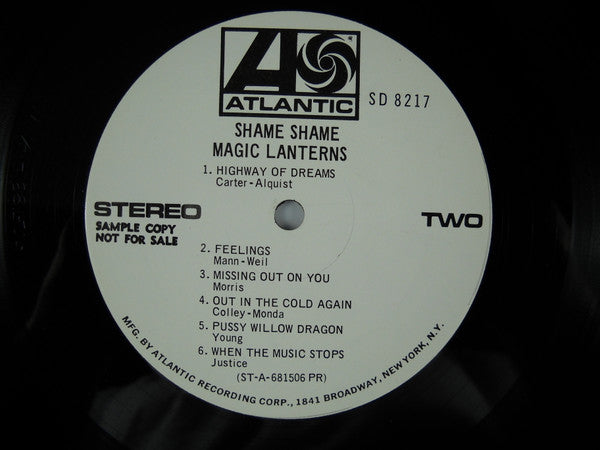 ATLANTIC
SD 8217
SHAME SHAME
MAGIC LANTERNS
1. HIGHWAY OF DREAMS
Carter-Alquist
STEREO
TWO
SAMPLE COPY
NOT FOR SALE
2. FEELINGS
Mann-Weil
3. MISSING OUT ON YOU
Morris
4. OUT IN THE COLD AGAIN
Colley-Monda
5. PUSSY WILLOW DRAGON
Young
6. WHEN THE MUSIC STOPS
Justice
(ST-A-681506 PR)
MFG. BY ATLANTIC RECORDING CORP., 1841 BROADWAY, NEW YORK, N.Y.